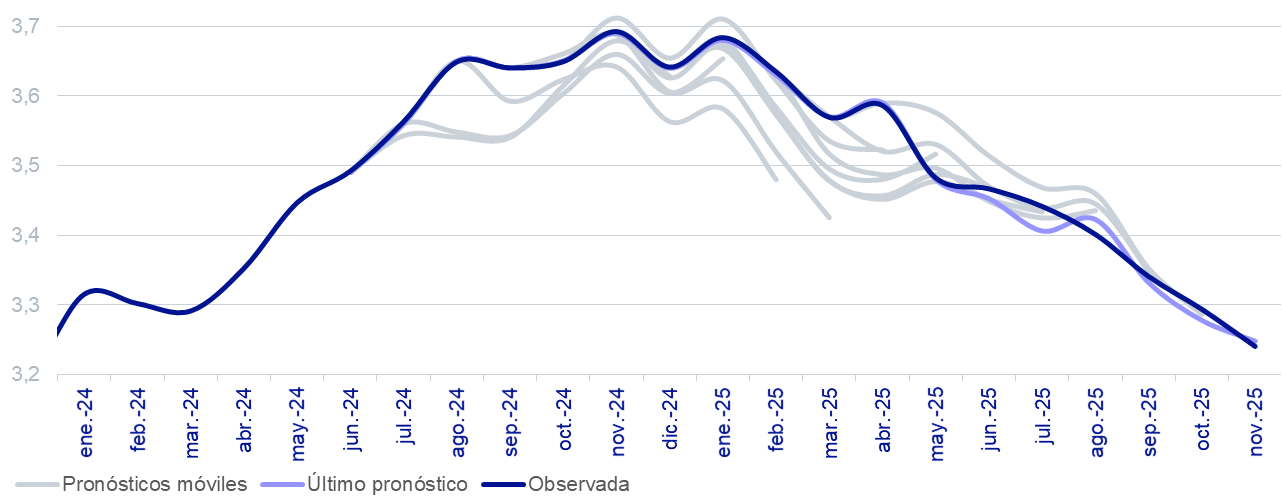 3,7
3,6
3,5
3,4
3,3
3,2
ene.-24
feb.-24
mar.-24
abr.-24
may.-24
jun.-24
jul.-24
ago.-24
sep.-24
oct.-24
nov.-24
dic.-24
ene.-25
feb.-25
mar.-25
abr.-25
may.-25
jun.-25
jul.-25
ago.-25
sep.-25
oct.-25
nov.-25
Pronósticos móviles Último pronóstico Observada